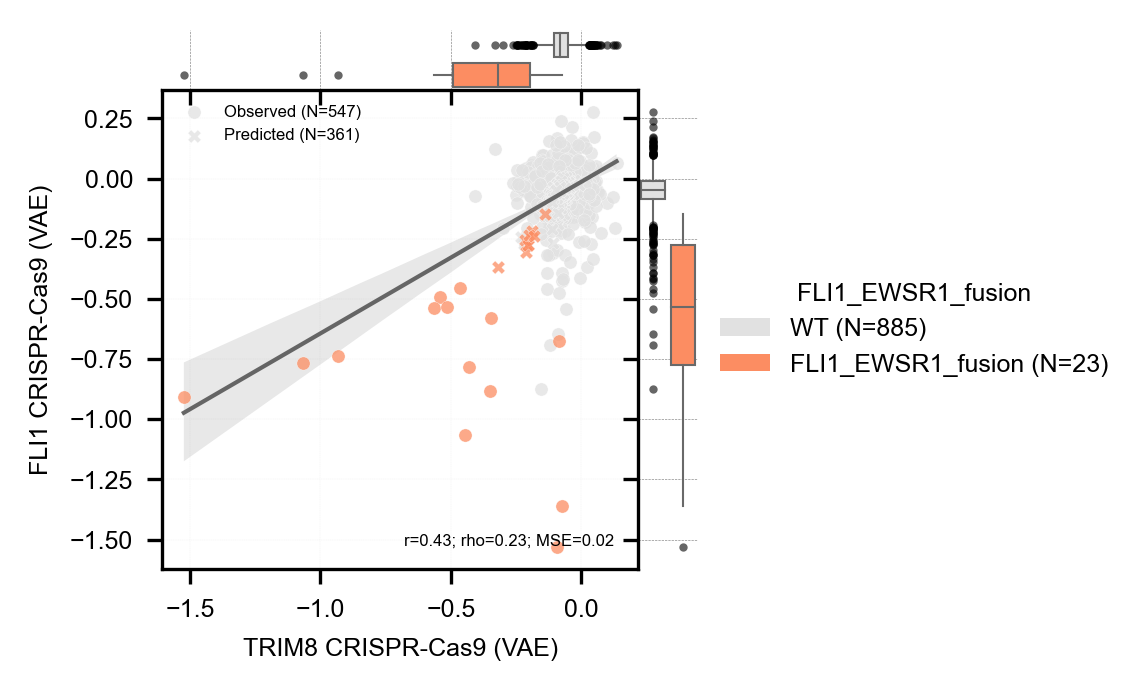 Observed (N=547)
Predicted (N=361)
0.25
0.00
−0.25
−0.50
−0.75
−1.00
−1.25
−1.50
FLI1 CRISPR-Cas9 (VAE)
r=0.43; rho=0.23; MSE=0.02
−1.5
−1.0
−0.5
0.0
TRIM8 CRISPR-Cas9 (VAE)
FLI1_EWSR1_fusion
WT (N=885)
FLI1_EWSR1_fusion (N=23)